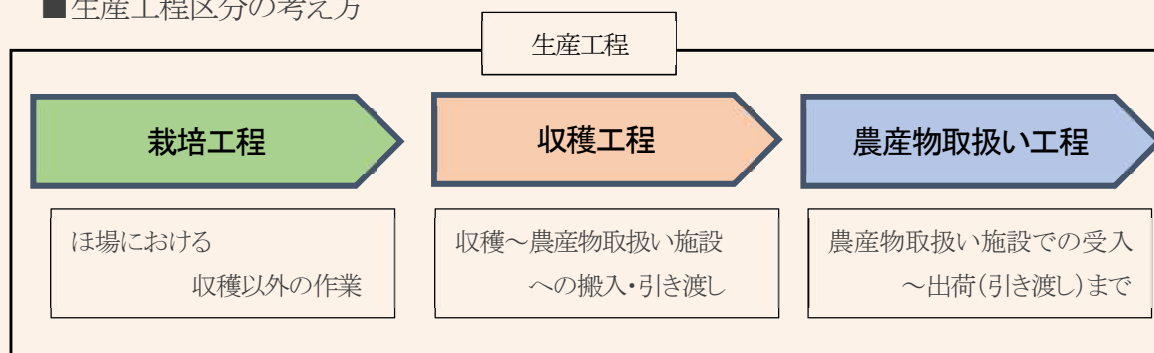 ■生産工程区分の考え方
生産工程
栽培工程
収穫工程
農産物取扱い工程
ほ場における
収穫以外の作業
収穫～農産物取扱い施設
への搬入・引き渡し
農産物取扱い施設での受入
～出荷(引き渡し)まで